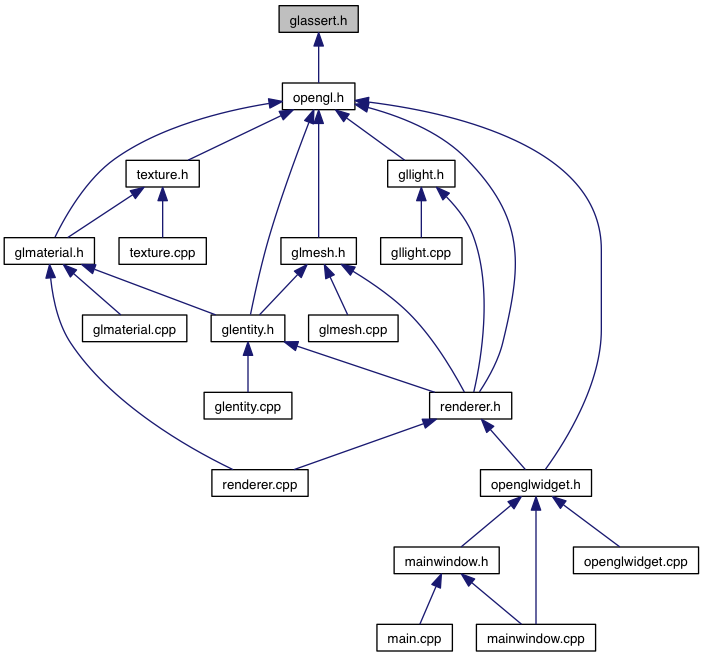 glassert.h
opengl.h
texture.h
gllight.h
glmaterial.h
texture.cpp
glmesh.h
gllight.cpp
glmaterial.cpp
glentity.h
glmesh.cpp
glentity.cpp
renderer.h
renderer.cpp
openglwidget.h
mainwindow.h
openglwidget.cpp
main.cpp
mainwindow.cpp